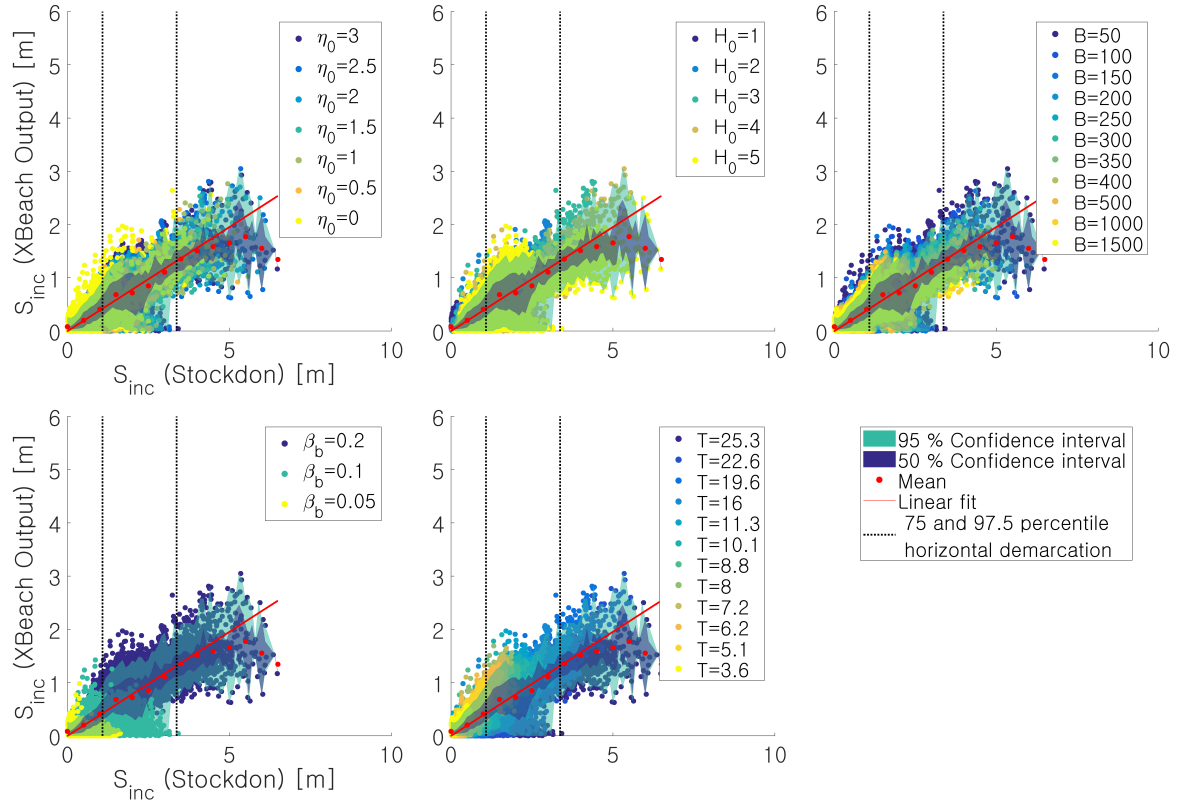 6
5
4
3
2
1
0
S_inc (XBeach Output) [m]
η_0=3
η_0=2.5
η_0=2
η_0=1.5
η_0=1
η_0=0.5
η_0=0
0
5
10
S_inc (Stockdon) [m]
6
5
4
3
2
1
0
H_0=1
H_0=2
H_0=3
H_0=4
H_0=5
0
5
10
6
5
4
3
2
1
0
B=50
B=100
B=150
B=200
B=250
B=300
B=350
B=400
B=500
B=1000
B=1500
0
5
10
6
5
4
3
2
1
0
S_inc (XBeach Output) [m]
β_b=0.2
β_b=0.1
β_b=0.05
0
5
10
S_inc (Stockdon) [m]
6
5
4
3
2
1
0
T=25.3
T=22.6
T=19.6
T=16
T=11.3
T=10.1
T=8.8
T=8
T=7.2
T=6.2
T=5.1
T=3.6
0
5
10
95 % Confidence interval
50 % Confidence interval
Mean
Linear fit
75 and 97.5 percentile
horizontal demarcation